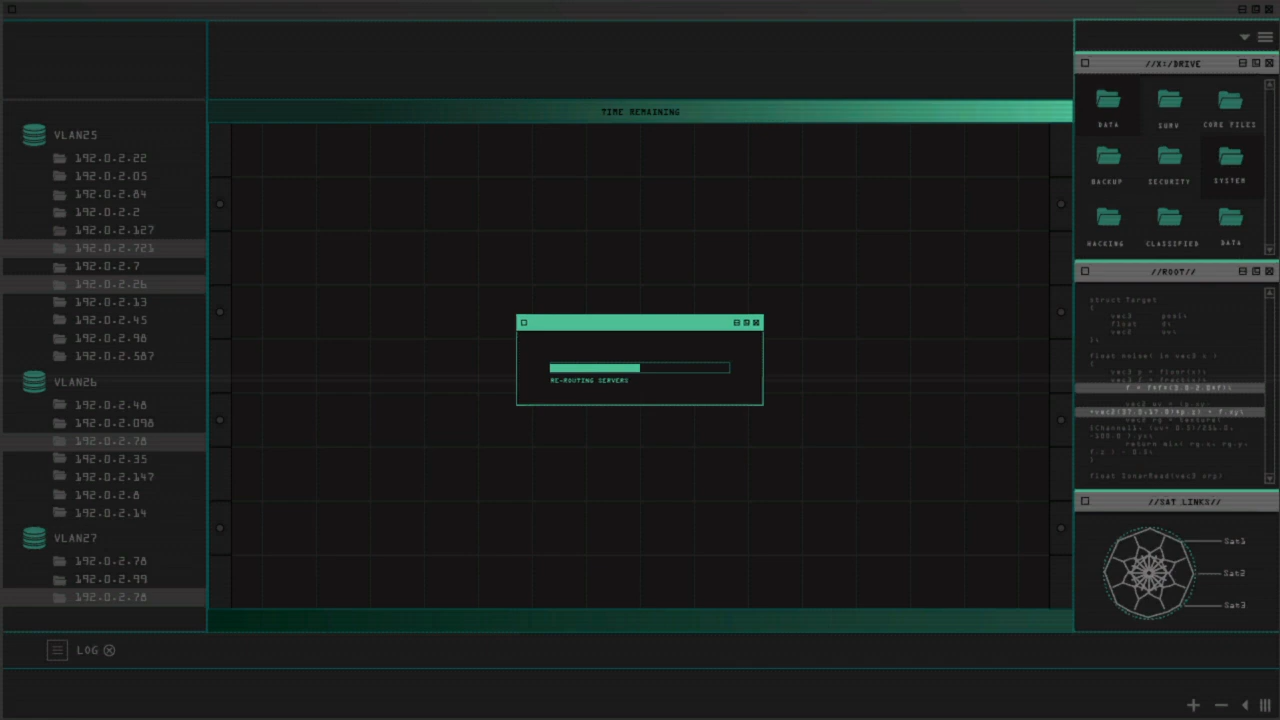 TIME REMAINING
VLAN25
192.0.2.22
192.0.2.05
192.0.2.84
192.0.2.2
192.0.2.127
192.0.2.721
192.0.2.7
192.0.2.26
192.0.2.13
192.0.2.45
192.0.2.98
192.0.2.587
VLAN26
192.0.2.48
192.0.2.098
192.0.2.78
192.0.2.35
192.0.2.147
192.0.2.8
192.0.2.14
VLAN27
192.0.2.78
192.0.2.99
192.0.2.78
LOG
RE-ROUTING SERVERS
//X:/DRIVE
DATA
SURV
CORE FILES
BACKUP
SECURITY
SYSTEM
HACKING
CLASSIFIED
DATA
//ROOT//
struct Target
{
float
};
//SAT LINKS//
Sat1
Sat2
Sat3